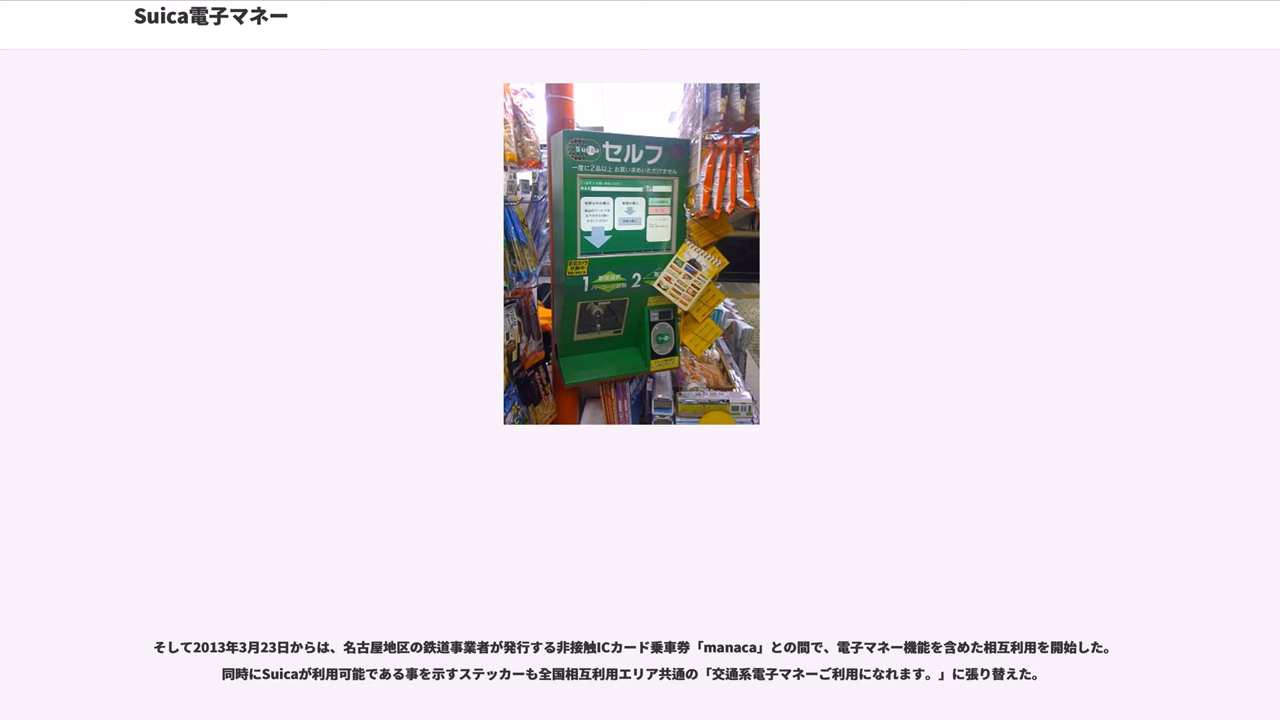 Suica電子マネー
Suica セルフ
一度に2品以上 お買い求めいただけません
1 2
そして2013年3月23日からは、名古屋地区の鉄道事業者が発行する非接触ICカード乗車券「manaca」との間で、電子マネー機能を含めた相互利用を開始した。
同時にSuicaが利用可能である事を示すステッカーも全国相互利用エリア共通の「交通系電子マネーご利用になれます。」に張り替えた。